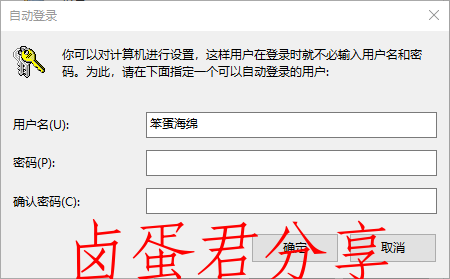 自动登录
你可以对计算机进行设置，这样用户在登录时就不必输入用户名和密
码。为此，请在下面指定一个可以自动登录的用户:
用户名(U):
笨蛋海绵
密码(P):
确认密码(C):
确定
取消
卤蛋君分享